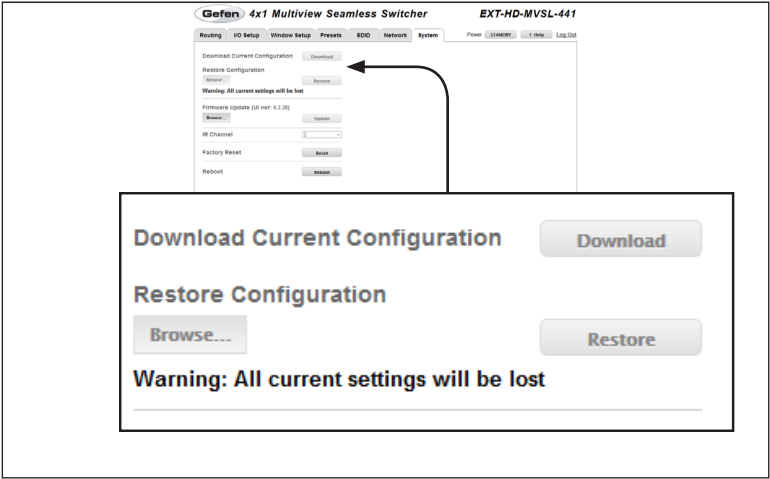 Gefen 4x1 Multiview Seamless Switcher EXT-HD-MVSL-441
Routing I/O Setup Window Setup Presets EDID Network System Power STANDBY ? Help Log Out
Download Current Configuration Download
Restore Configuration
Browse... Restore
Warning: All current settings will be lost
Firmware Update (UI ver: 0.2.26)
Browse... Update
IR Channel 2
Factory Reset Reset
Reboot Reboot
Download Current Configuration Download
Restore Configuration
Browse... Restore
Warning: All current settings will be lost